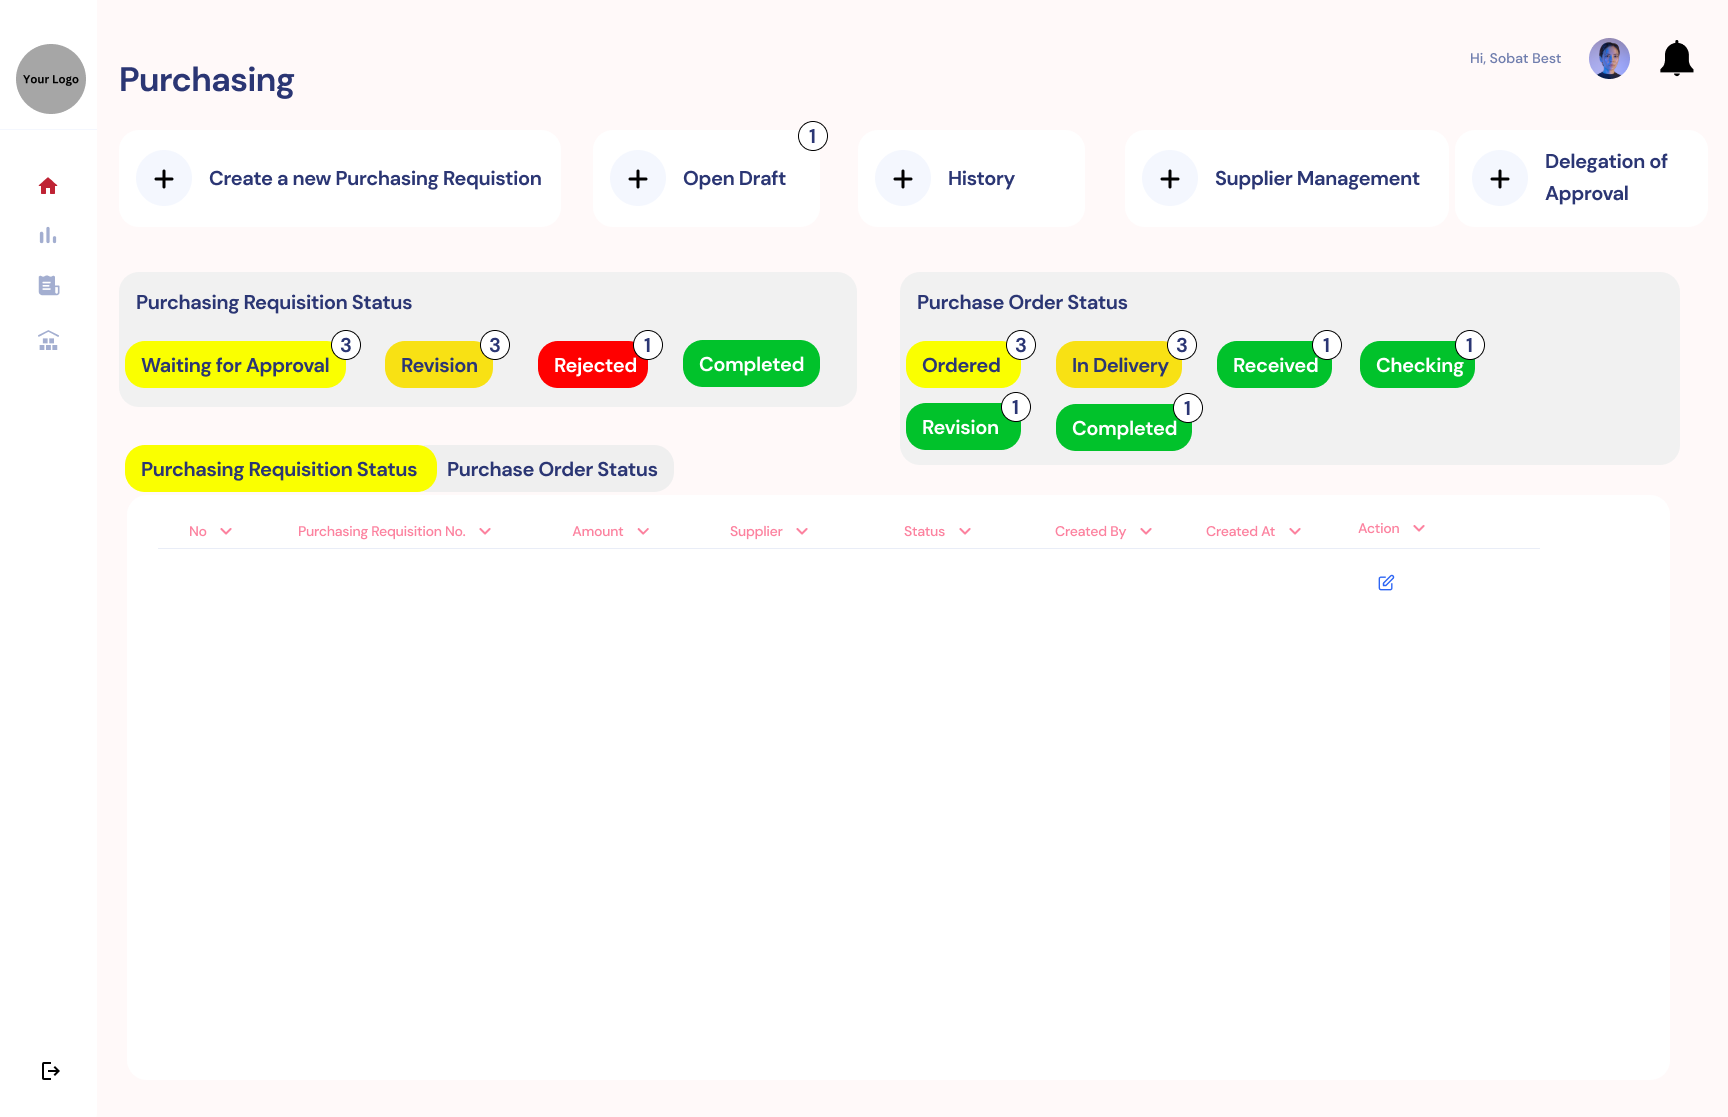 Your Logo
Hi, Sobat Best
Purchasing
Create a new Purchasing Requistion
Open Draft
1
History
Supplier Management
Delegation of
Approval
Purchasing Requisition Status
Waiting for Approval
3
Revision
3
Rejected
1
Completed
Purchase Order Status
Ordered
3
In Delivery
3
Received
1
Checking
1
Revision
1
Completed
1
Purchasing Requisition Status
Purchase Order Status
No
Purchasing Requisition No.
Amount
Supplier
Status
Created By
Created At
Action